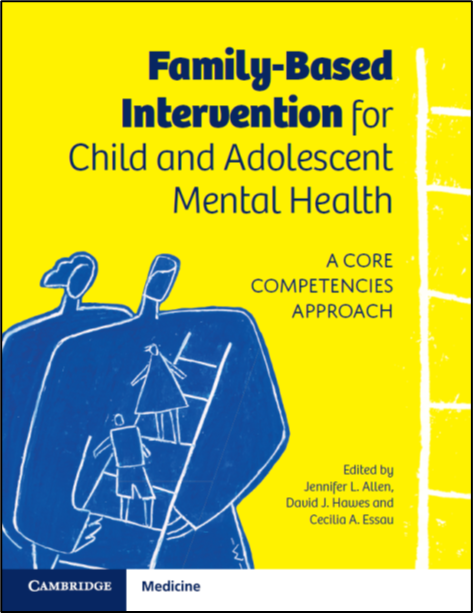 Family-Based
Intervention for
Child and Adolescent
Mental Health
A CORE
COMPETENCIES
APPROACH
Edited by
Jennifer L. Allen,
David J. Hawes and
Cecilia A. Essau
CAMBRIDGE Medicine